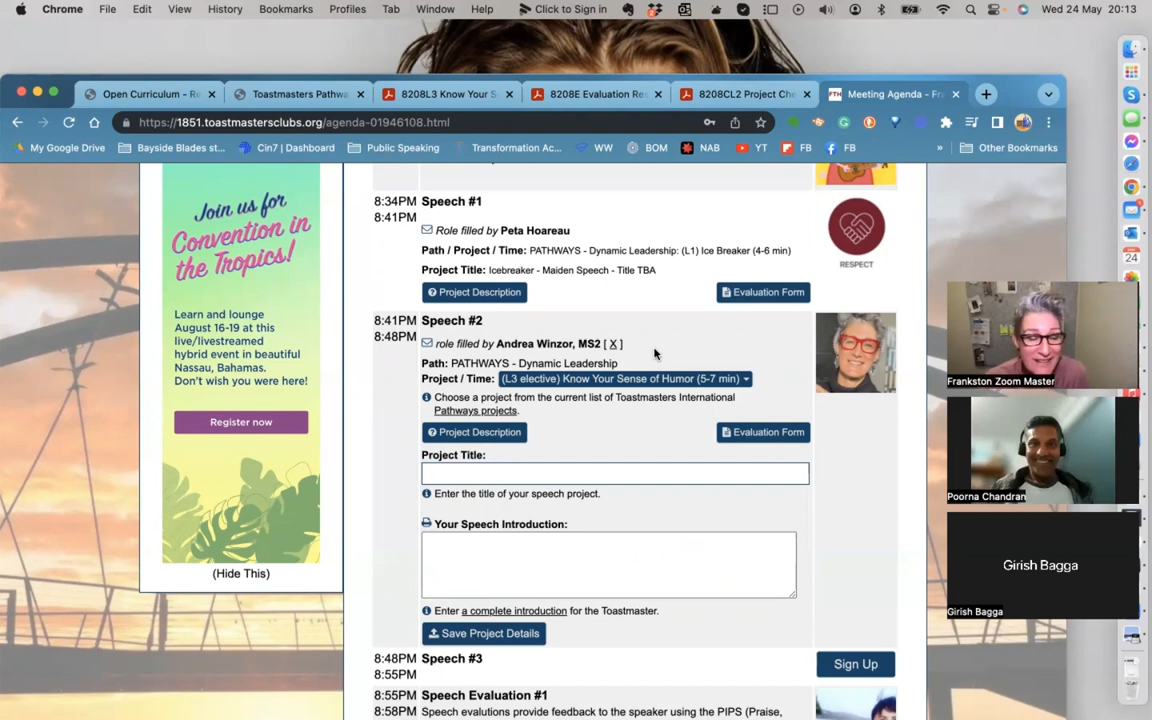 Chrome File Edit View History Bookmarks Profiles Tab Window Help Click to Sign in Wed 24 May 20:13
Open Curriculum - Re
Toastmasters Pathwa
8208L3 Know Your S
8208E Evaluation Res
8208CL2 Project Che
FTH Meeting Agenda - Fra
https://1851.toastmastersclubs.org/agenda-01946108.html
My Google Drive Bayside Blades st... Cin7 | Dashboard Public Speaking Transformation Ac... WW BOM NAB YT FB FB » Other Bookmarks
Join us for
Convention in
the Tropics!
Learn and lounge
August 16-19 at this
live/livestreamed
hybrid event in beautiful
Nassau, Bahamas.
Don't wish you were here!
Register now
(Hide This)
8:34PM Speech #1
8:41PM
Role filled by Peta Hoareau
Path / Project / Time: PATHWAYS - Dynamic Leadership: (L1) Ice Breaker (4-6 min)
Project Title: Icebreaker - Maiden Speech - Title TBA
Project Description Evaluation Form
RESPECT
8:41PM Speech #2
8:48PM
role filled by Andrea Winzor, MS2 [ X ]
Path: PATHWAYS - Dynamic Leadership
Project / Time: (L3 elective) Know Your Sense of Humor (5-7 min)
Choose a project from the current list of Toastmasters International
Pathways projects.
Project Description Evaluation Form
Project Title:
Enter the title of your speech project.
Your Speech Introduction:
Enter a complete introduction for the Toastmaster.
Save Project Details
8:48PM Speech #3
8:55PM
Sign Up
8:55PM Speech Evaluation #1
8:58PM Speech evalutions provide feedback to the speaker using the PIPS (Praise,
Frankston Zoom Master
Poorna Chandran
Girish Bagga
Girish Bagga
24